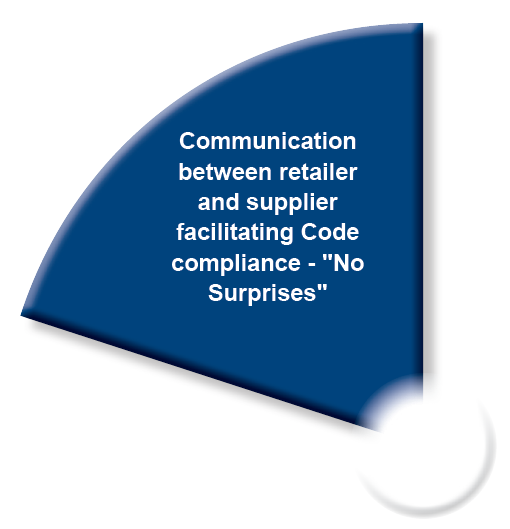 Communication
between retailer
and supplier
facilitating Code
compliance - "No
Surprises"